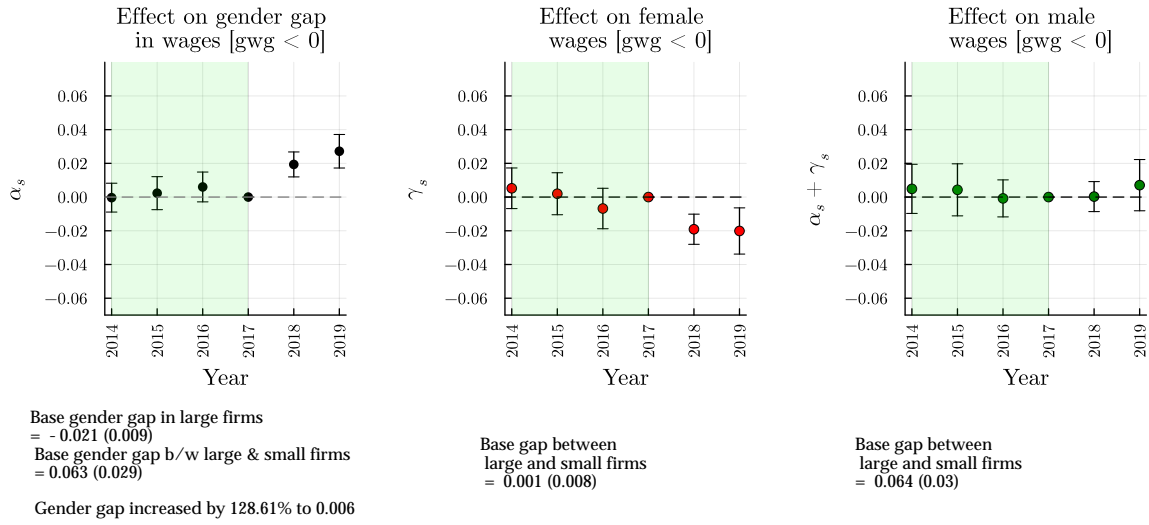 Effect on gender gap
in wages [gwg < 0]
α_s
0.06
0.04
0.02
0.00
−0.02
−0.04
−0.06
2014
2015
2016
2017
2018
2019
Year
Base gender gap in large firms
= - 0.021 (0.009)
Base gender gap b/w large & small firms
= 0.063 (0.029)
Gender gap increased by 128.61% to 0.006
Effect on female
wages [gwg < 0]
γ_s
0.06
0.04
0.02
0.00
−0.02
−0.04
−0.06
2014
2015
2016
2017
2018
2019
Year
Base gap between
large and small firms
= 0.001 (0.008)
Effect on male
wages [gwg < 0]
α_s + γ_s
0.06
0.04
0.02
0.00
−0.02
−0.04
−0.06
2014
2015
2016
2017
2018
2019
Year
Base gap between
large and small firms
= 0.064 (0.03)